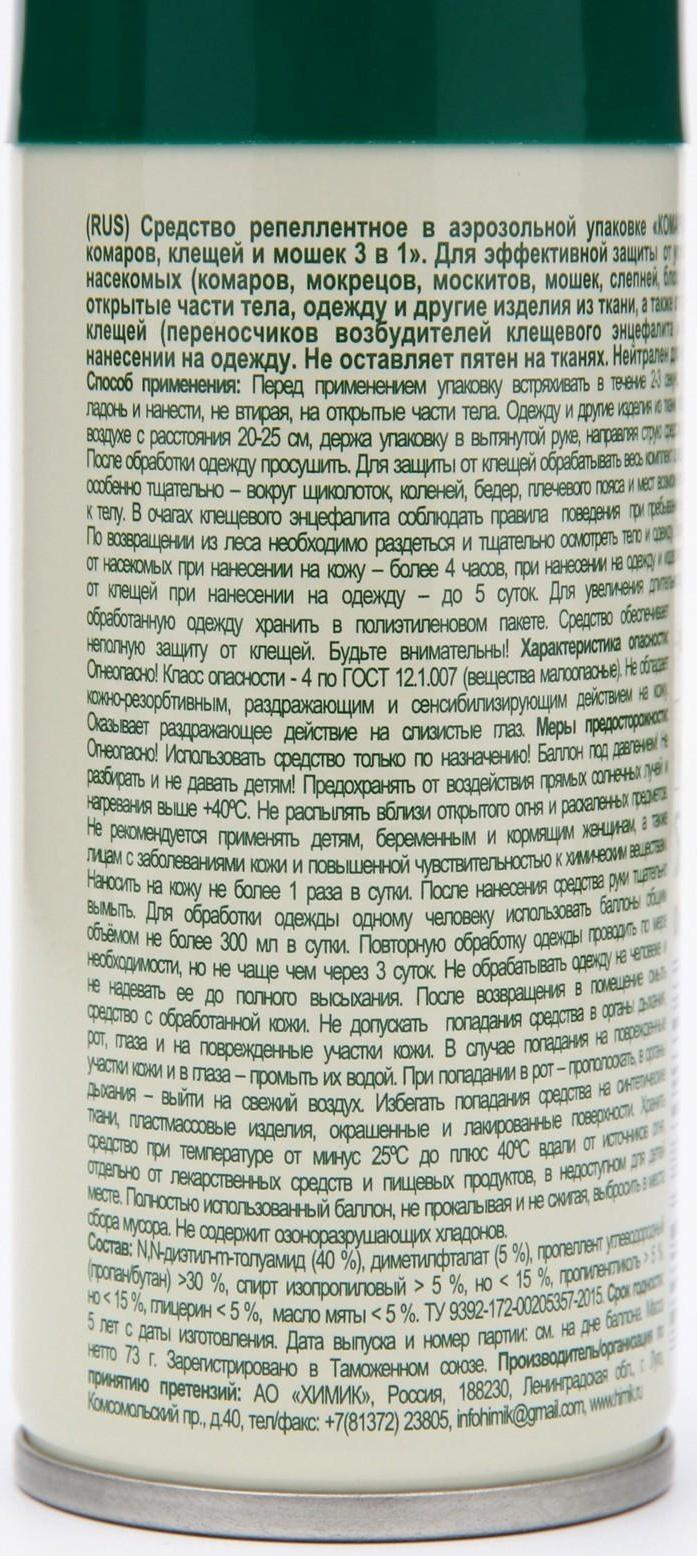 (RUS) Средство репеллентное в аэрозольной упаковке
комаров, клещей и мошек 3 в 1». Для эффективной защиты от
насекомых (комаров, мокрецов, москитов, мошек, слепней,
открытые части тела, одежду и другие изделия из ткани, а также
клещей (переносчиков возбудителей клещевого энцефалита
нанесении на одежду. Не оставляет пятен на тканях. Нейтрален
Способ применения: Перед применением упаковку встряхивать в течение 2-3
ладонь и нанести, не втирая, на открытые части тела. Одежду и другие изделия из
воздухе с расстояния 20-25 см, держа упаковку в вытянутой руке, направляя струю
После обработки одежду просушить. Для защиты от клещей обрабатывать весь
особенно тщательно – вокруг щиколоток, коленей, бедер, плечевого пояса и мест
к телу. В очагах клещевого энцефалита соблюдать правила поведения при
По возвращении из леса необходимо раздеться и тщательно осмотреть тело и
от насекомых при нанесении на кожу – более 4 часов, при нанесении на одежду и
от клещей при нанесении на одежду – до 5 суток. Для увеличения
обработанную одежду хранить в полиэтиленовом пакете. Средство обеспечивает
неполную защиту от клещей. Будьте внимательны! Характеристика опасности:
Огнеопасно! Класс опасности - 4 по ГОСТ 12.1.007 (вещества малоопасные). Не обладает
кожно-резорбтивным, раздражающим и сенсибилизирующим действием на кожу.
Оказывает раздражающее действие на слизистые глаз. Меры предосторожности:
Огнеопасно! Использовать средство только по назначению! Баллон под давлением! Не
разбирать и не давать детям! Предохранять от воздействия прямых солнечных лучей и
нагревания выше +40ºС. Не распылять вблизи открытого огня и раскаленных предметов.
Не рекомендуется применять детям, беременным и кормящим женщинам, а также
лицам с заболеваниями кожи и повышенной чувствительностью к химическим веществам.
Наносить на кожу не более 1 раза в сутки. После нанесения средства руки тщательно
вымыть. Для обработки одежды одному человеку использовать баллоны общим
объёмом не более 300 мл в сутки. Повторную обработку одежды проводить по мере
необходимости, но не чаще чем через 3 суток. Не обрабатывать одежду на человеке и
не надевать ее до полного высыхания. После возвращения в помещение смыть
средство с обработанной кожи. Не допускать попадания средства в органы дыхания,
рот, глаза и на поврежденные участки кожи. В случае попадания на поврежденные
участки кожи и в глаза – промыть их водой. При попадании в рот – прополоскать, в органы
дыхания – выйти на свежий воздух. Избегать попадания средства на синтетические
ткани, пластмассовые изделия, окрашенные и лакированные поверхности. Хранить
средство при температуре от минус 25ºС до плюс 40ºС вдали от источников огня,
отдельно от лекарственных средств и пищевых продуктов, в недоступном для детей
месте. Полностью использованный баллон, не прокалывая и не сжигая, выбросить в место
сбора мусора. Не содержит озоноразрушающих хладонов.
Состав: N,N-диэтил-m-толуамид (40 %), диметилфталат (5 %), пропеллент углеводородный
(пропан/бутан) >30 %, спирт изопропиловый > 5 %, но < 15 %, пропиленгликоль > 5 %
но < 15 %, глицерин < 5 %, масло мяты < 5 %. ТУ 9392-172-00205357-2015. Срок годности:
5 лет с даты изготовления. Дата выпуска и номер партии: см. на дне баллона. Масса
нетто 73 г. Зарегистрировано в Таможенном союзе. Производитель/организация по
принятию претензий: АО «ХИМИК», Россия, 188230, Ленинградская обл., г. Луга,
Комсомольский пр., д.40, тел/факс: +7(81372) 23805, infohimik@gmail.com, www.himik.ru